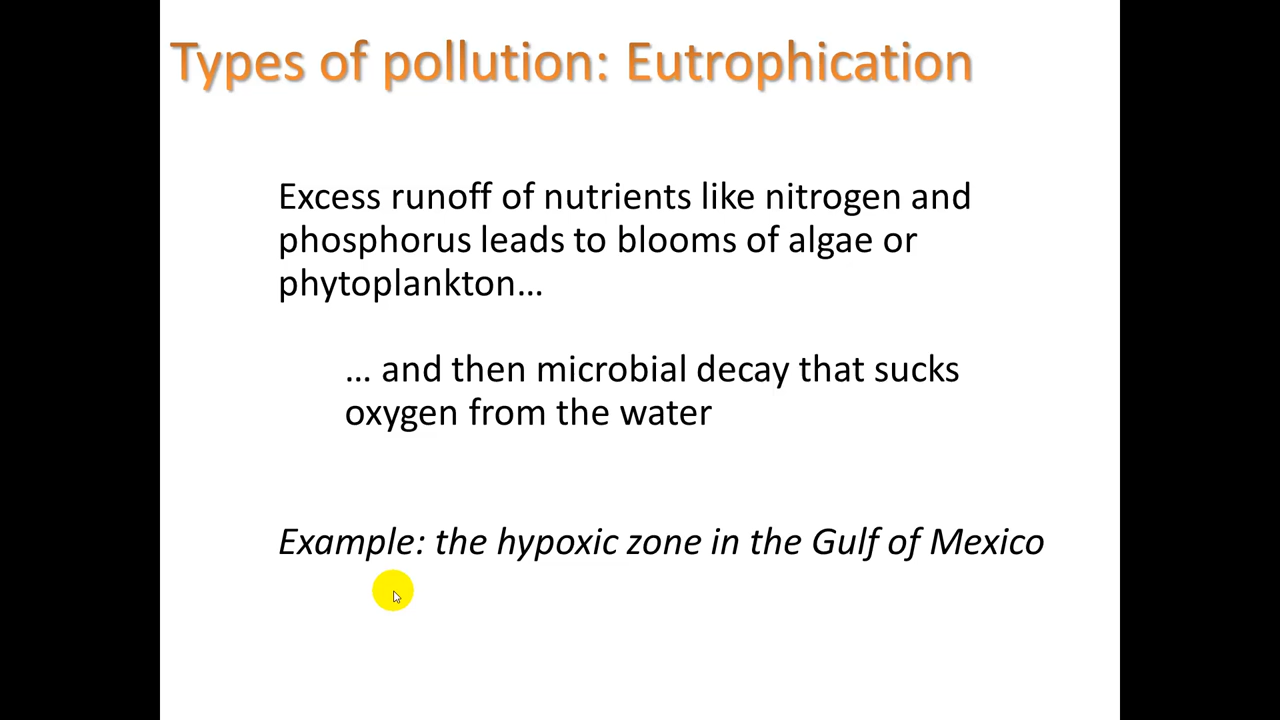 Types of pollution: Eutrophication
Excess runoff of nutrients like nitrogen and
phosphorus leads to blooms of algae or
phytoplankton…
… and then microbial decay that sucks
oxygen from the water
Example: the hypoxic zone in the Gulf of Mexico